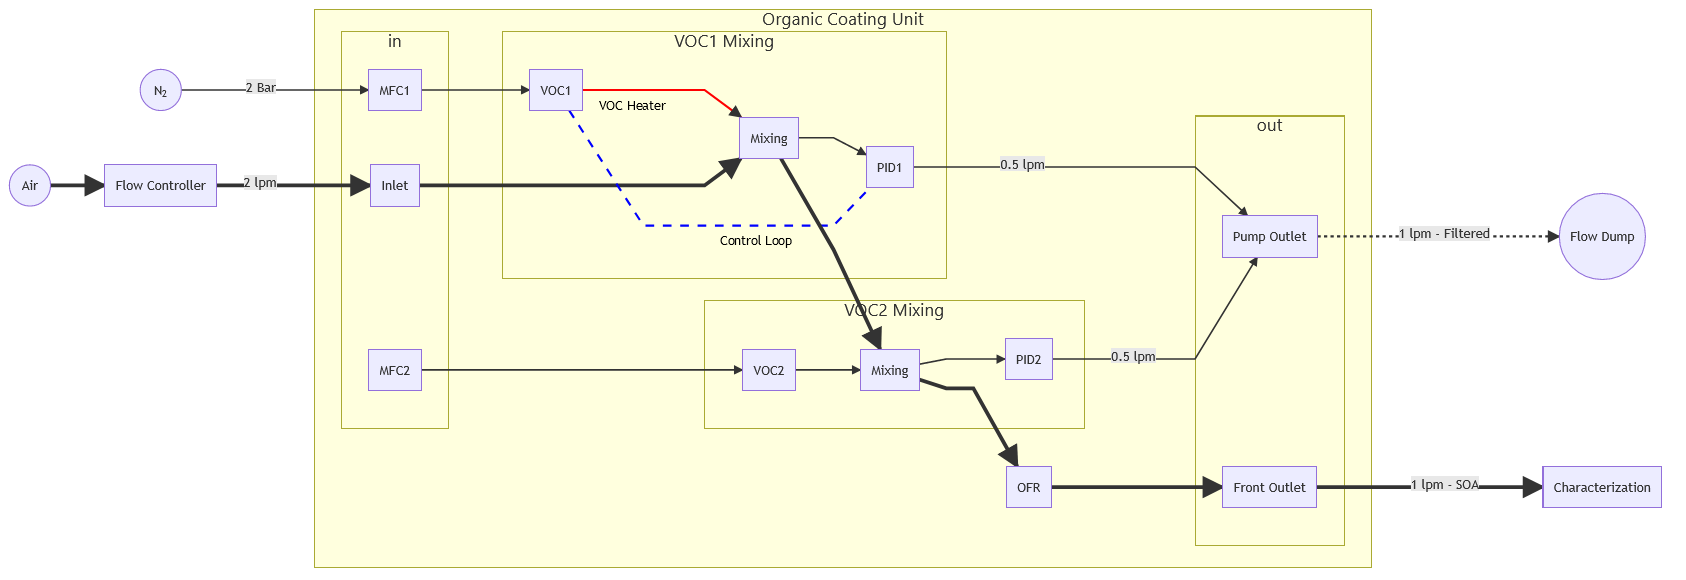 Organic Coating Unit
in
VOC1 Mixing
N₂
2 Bar
MFC1
VOC1
VOC Heater
Mixing
PID1
0.5 lpm
out
Air
Flow Controller
2 lpm
Inlet
Control Loop
Pump Outlet
1 lpm - Filtered
Flow Dump
VOC2 Mixing
MFC2
VOC2
Mixing
PID2
0.5 lpm
OFR
Front Outlet
1 lpm - SOA
Characterization